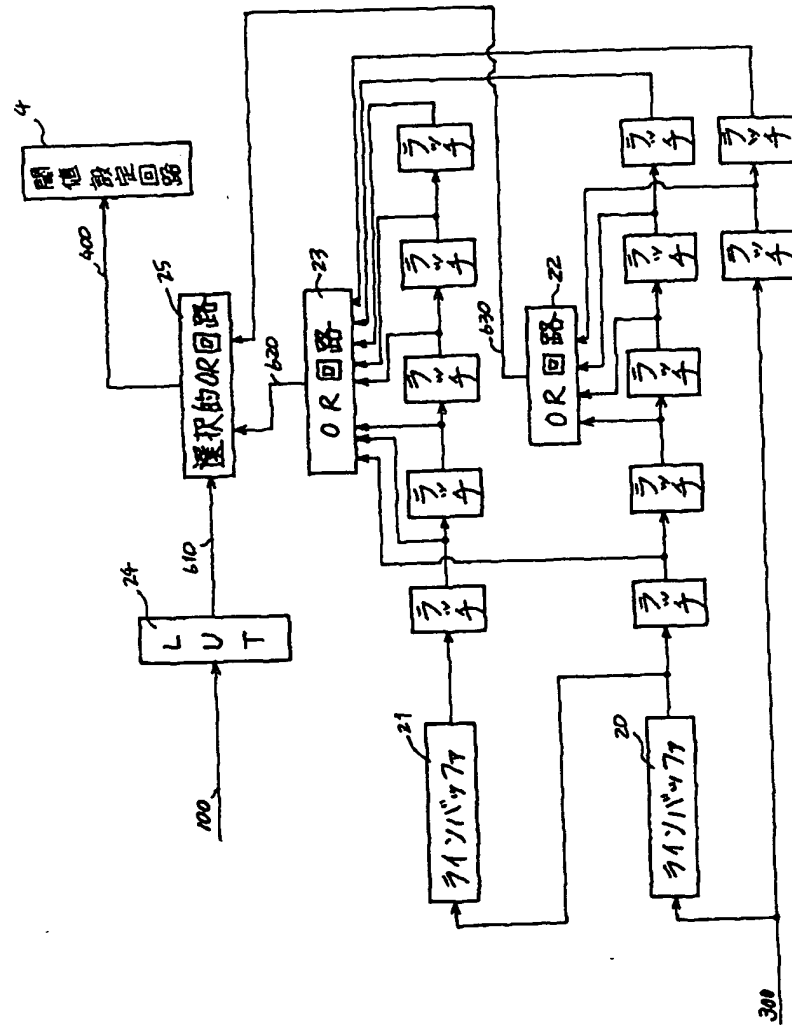 4
閾値設定回路
400
100
24
LUT
610
25
選択的OR回路
620
23
OR回路
21
ラインバッファ
ラッチ
ラッチ
ラッチ
ラッチ
ラッチ
630
22
OR回路
20
ラインバッファ
ラッチ
ラッチ
ラッチ
ラッチ
ラッチ
300
ラッチ
ラッチ